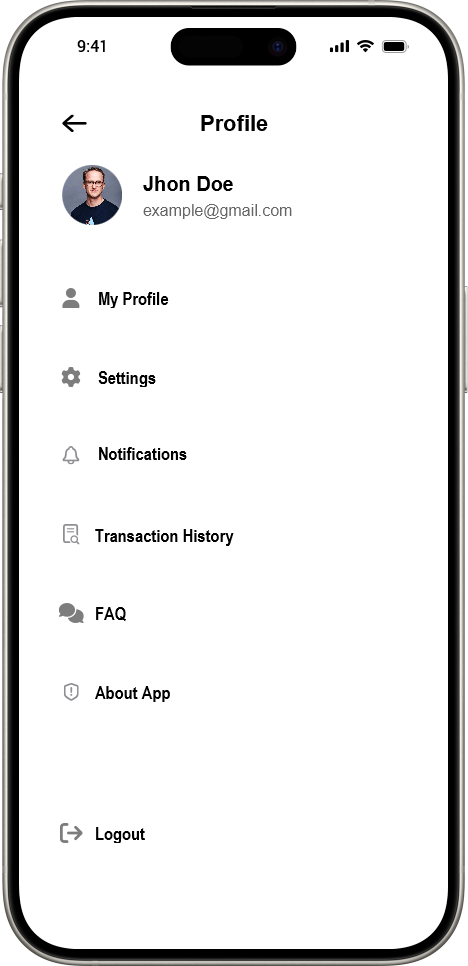 9:41
Profile
Jhon Doe
example@gmail.com
My Profile
Settings
Notifications
Transaction History
FAQ
About App
Logout